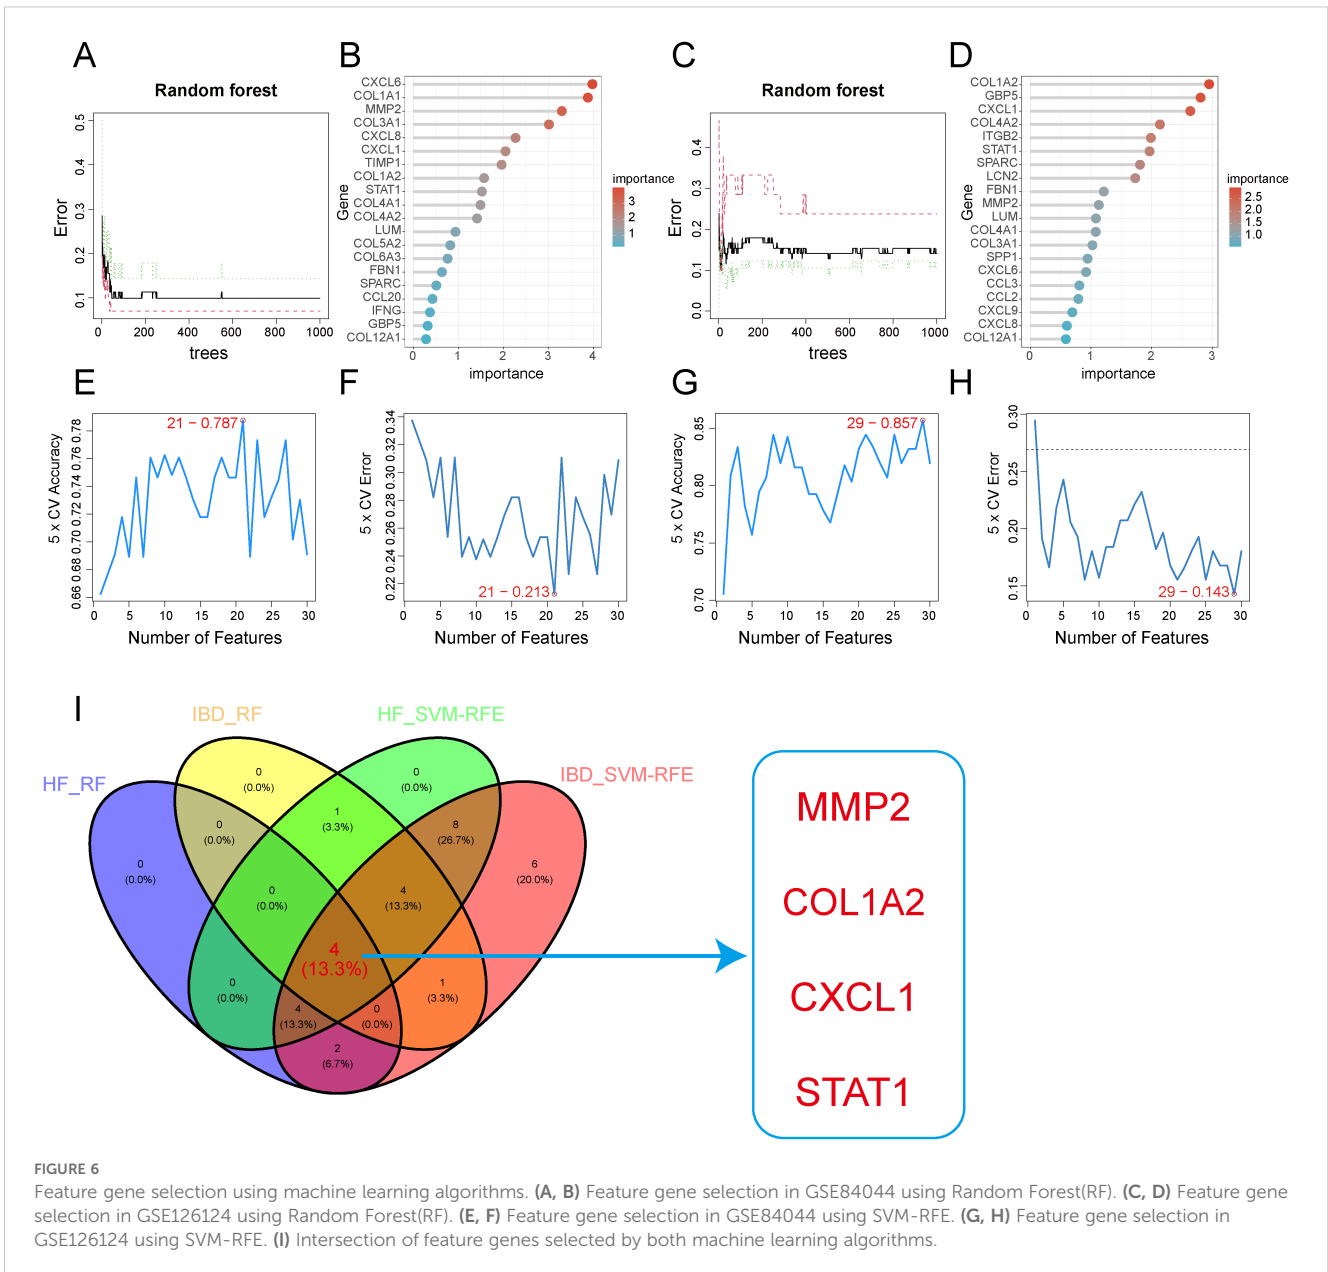 A
Random forest
Error
0.5
0.4
0.3
0.2
0.1
0
200
400
600
800
1000
trees
B
Gene
CXCL6
COL1A1
MMP2
COL3A1
CXCL8
CXCL1
TIMP1
COL1A2
STAT1
COL4A1
COL4A2
LUM
COL5A2
COL6A3
FBN1
SPARC
CCL20
IFNG
GBP5
COL12A1
0
1
2
3
4
importance
importance
3
2
1
C
Random forest
Error
0.4
0.3
0.2
0.1
0.0
0
200
400
600
800
1000
trees
D
Gene
COL1A2
GBP5
CXCL1
COL4A2
ITGB2
STAT1
SPARC
LCN2
FBN1
MMP2
LUM
COL4A1
COL3A1
SPP1
CXCL6
CCL3
CCL2
CXCL9
CXCL8
COL12A1
0
1
2
3
importance
importance
2.5
2.0
1.5
1.0
E
5 x CV Accuracy
0.66 0.68 0.70 0.72 0.74 0.76 0.78
21 − 0.787
0
5
10
15
20
25
30
Number of Features
F
5 x CV Error
0.22 0.24 0.26 0.28 0.30 0.32 0.34
21 − 0.213
0
5
10
15
20
25
30
Number of Features
G
5 x CV Accuracy
0.70 0.75 0.80 0.85
29 − 0.857
0
5
10
15
20
25
30
Number of Features
H
5 x CV Error
0.15 0.20 0.25 0.30
29 − 0.143
0
5
10
15
20
25
30
Number of Features
I
IBD_RF
HF_SVM-RFE
HF_RF
IBD_SVM-RFE
0
(0.0%)
0
(0.0%)
1
(3.3%)
0
(0.0%)
8
(26.7%)
0
(0.0%)
6
(20.0%)
0
(0.0%)
4
(13.3%)
4
(13.3%)
0
(0.0%)
1
(3.3%)
4
(13.3%)
0
(0.0%)
2
(6.7%)
MMP2
COL1A2
CXCL1
STAT1
FIGURE 6
Feature gene selection using machine learning algorithms. (A, B) Feature gene selection in GSE84044 using Random Forest(RF). (C, D) Feature gene
selection in GSE126124 using Random Forest(RF). (E, F) Feature gene selection in GSE84044 using SVM-RFE. (G, H) Feature gene selection in
GSE126124 using SVM-RFE. (I) Intersection of feature genes selected by both machine learning algorithms.